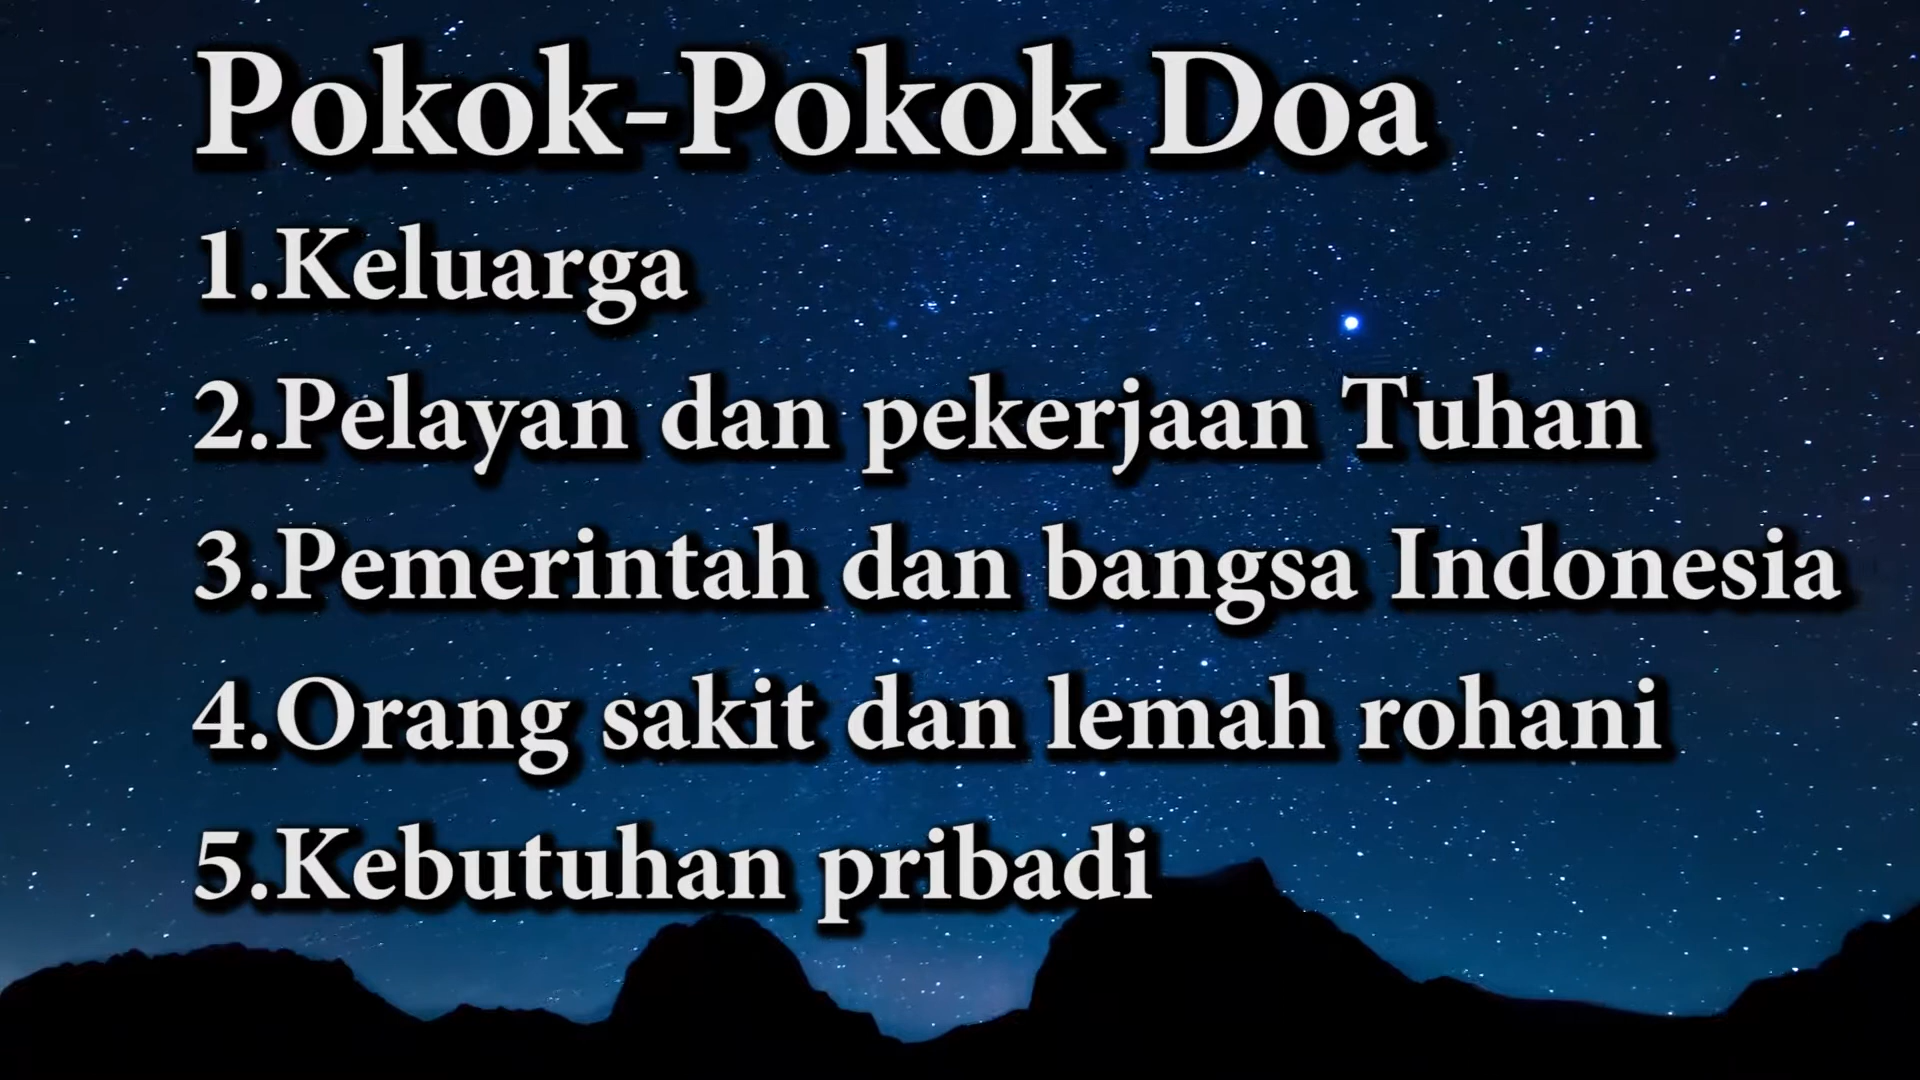 Pokok-Pokok Doa
1.Keluarga
2.Pelayan dan pekerjaan Tuhan
3.Pemerintah dan bangsa Indonesia
4.Orang sakit dan lemah rohani
5.Kebutuhan pribadi